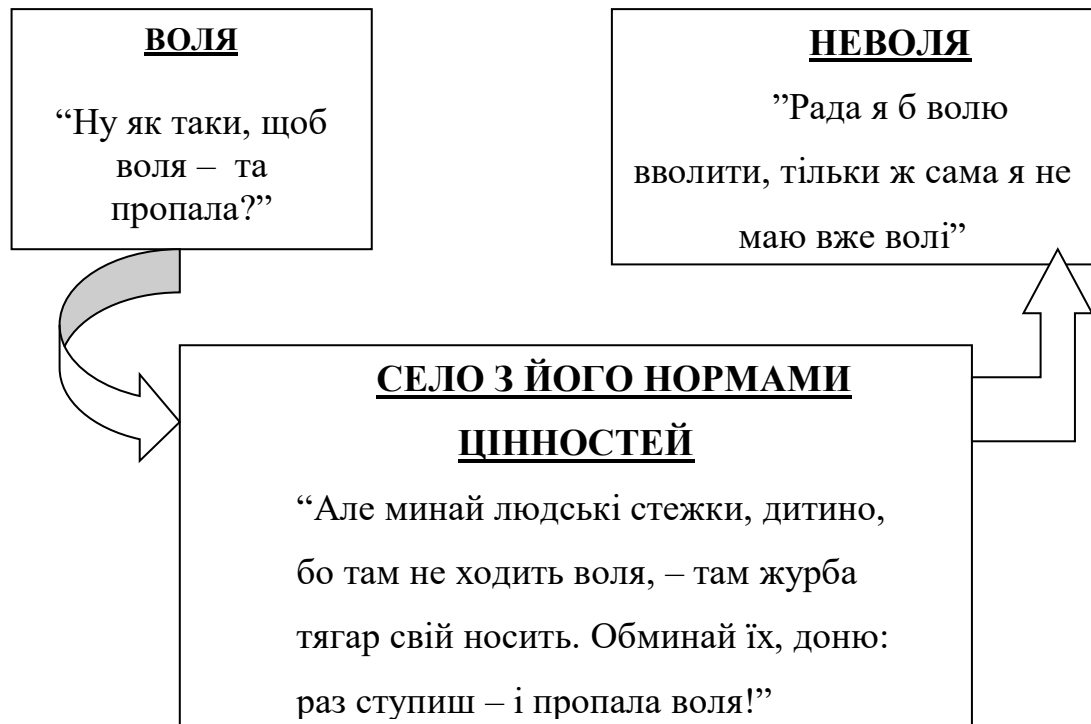 ВОЛЯ
“Ну як таки, щоб
воля – та
пропала?”
НЕВОЛЯ
”Рада я б волю
вволити, тільки ж сама я не
маю вже волі”
СЕЛО З ЙОГО НОРМАМИ
ЦІННОСТЕЙ
“Але минай людські стежки, дитино,
бо там не ходить воля, – там журба
тягар свій носить. Обминай їх, доню:
раз ступиш – і пропала воля!”